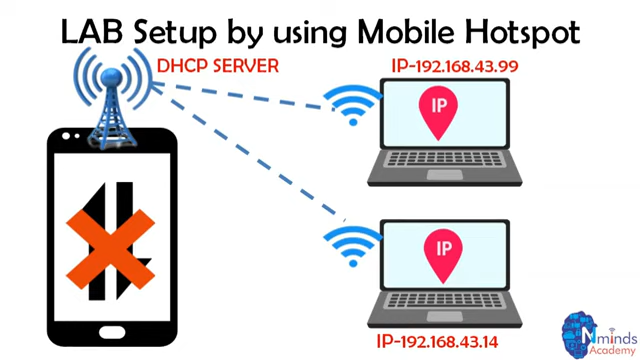 LAB Setup by using Mobile Hotspot
DHCP SERVER
IP-192.168.43.99
IP
IP
IP-192.168.43.14
Nminds
Academy